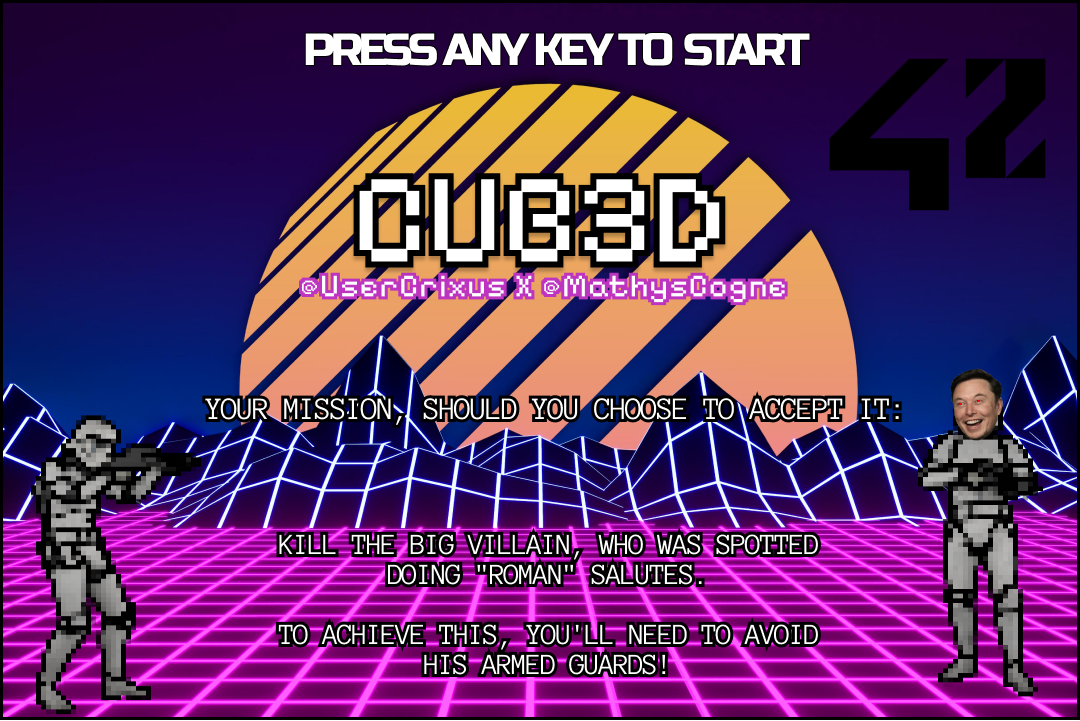 PRESS ANY KEY TO START
42
CUB3D
@UserCrixus X @MathysCogne
YOUR MISSION, SHOULD YOU CHOOSE TO ACCEPT IT:
KILL THE BIG VILLAIN, WHO WAS SPOTTED
DOING "ROMAN" SALUTES.
TO ACHIEVE THIS, YOU'LL NEED TO AVOID
HIS ARMED GUARDS!